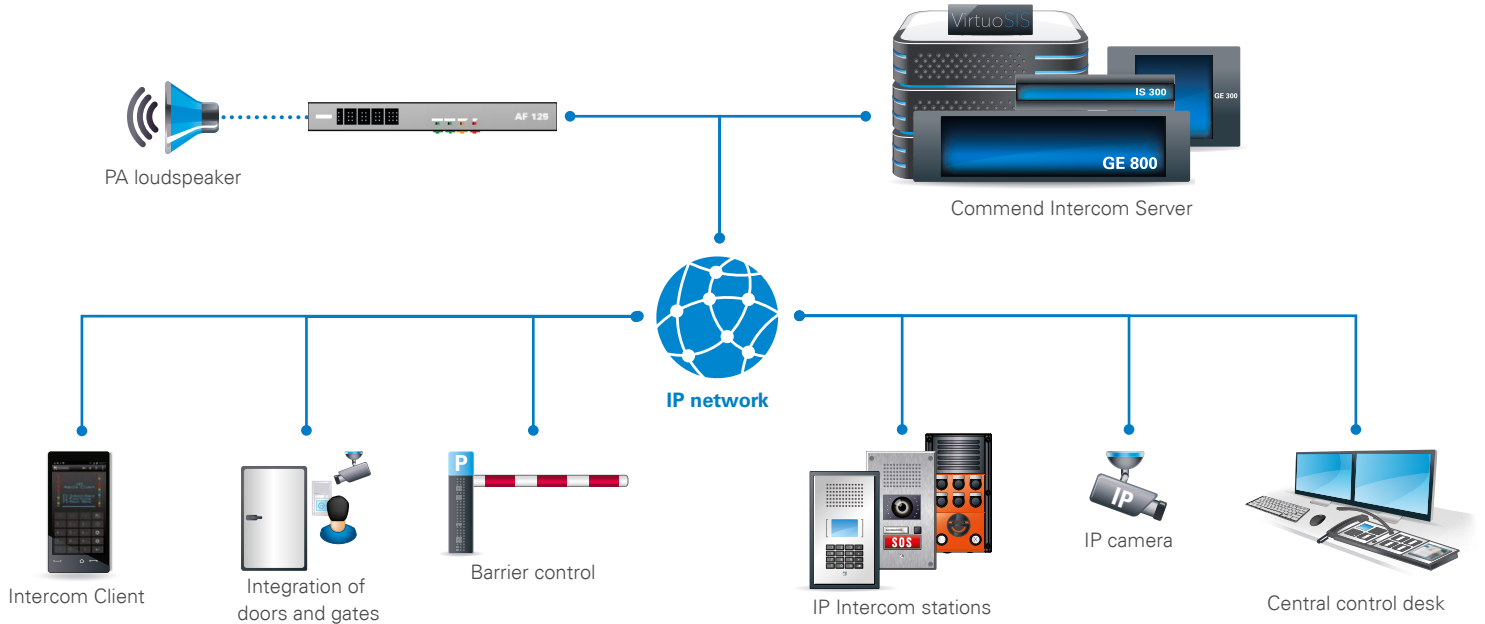 VirtuoSIS
GE 300
IS 300
AF 125
GE 800
PA loudspeaker
Commend Intercom Server
IP network
P
IP
SOS
IP camera
Barrier control
Integration of
doors and gates
Intercom Client
IP Intercom stations
Central control desk